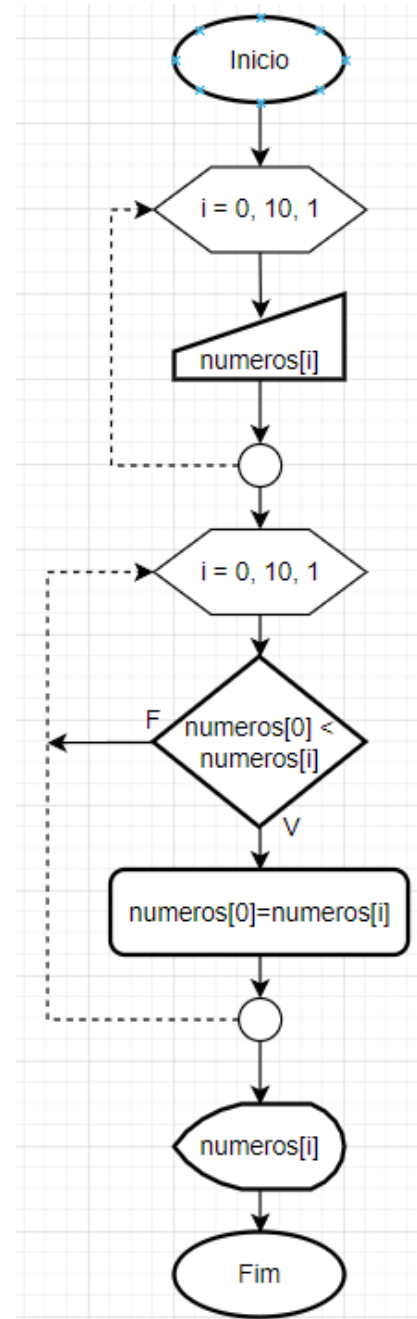 Inicio
i = 0, 10, 1
numeros[i]
i = 0, 10, 1
F
numeros[0] <
numeros[i]
V
numeros[0]=numeros[i]
numeros[i]
Fim